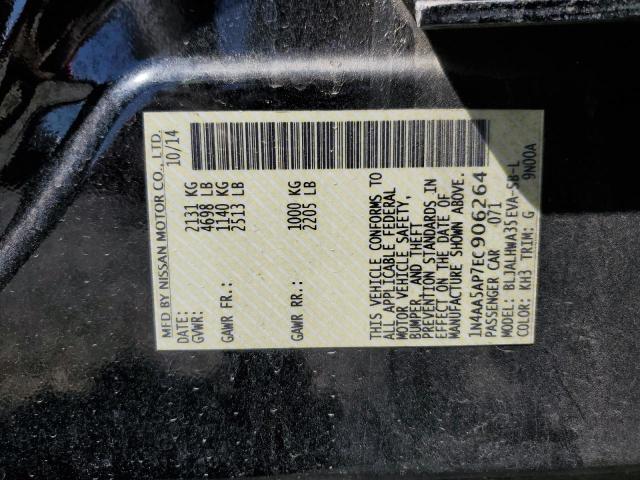 MFD BY NISSAN MOTOR CO., LTD.
DATE: 10/14
GVWR: 2131 KG
4698 LB
GAWR FR.: 1140 KG
2513 LB
GAWR RR.: 1000 KG
2205 LB
THIS VEHICLE CONFORMS TO
ALL APPLICABLE FEDERAL
MOTOR VEHICLE SAFETY,
BUMPER, AND THEFT
PREVENTION STANDARDS IN
EFFECT ON THE DATE OF
MANUFACTURE SHOWN ABOVE.
1N4AA5AP7EC906264
PASSENGER CAR 071
MODEL: BLJALHWA35EVA-SB-L
COLOR: KH3 TRIM: G 9N00A